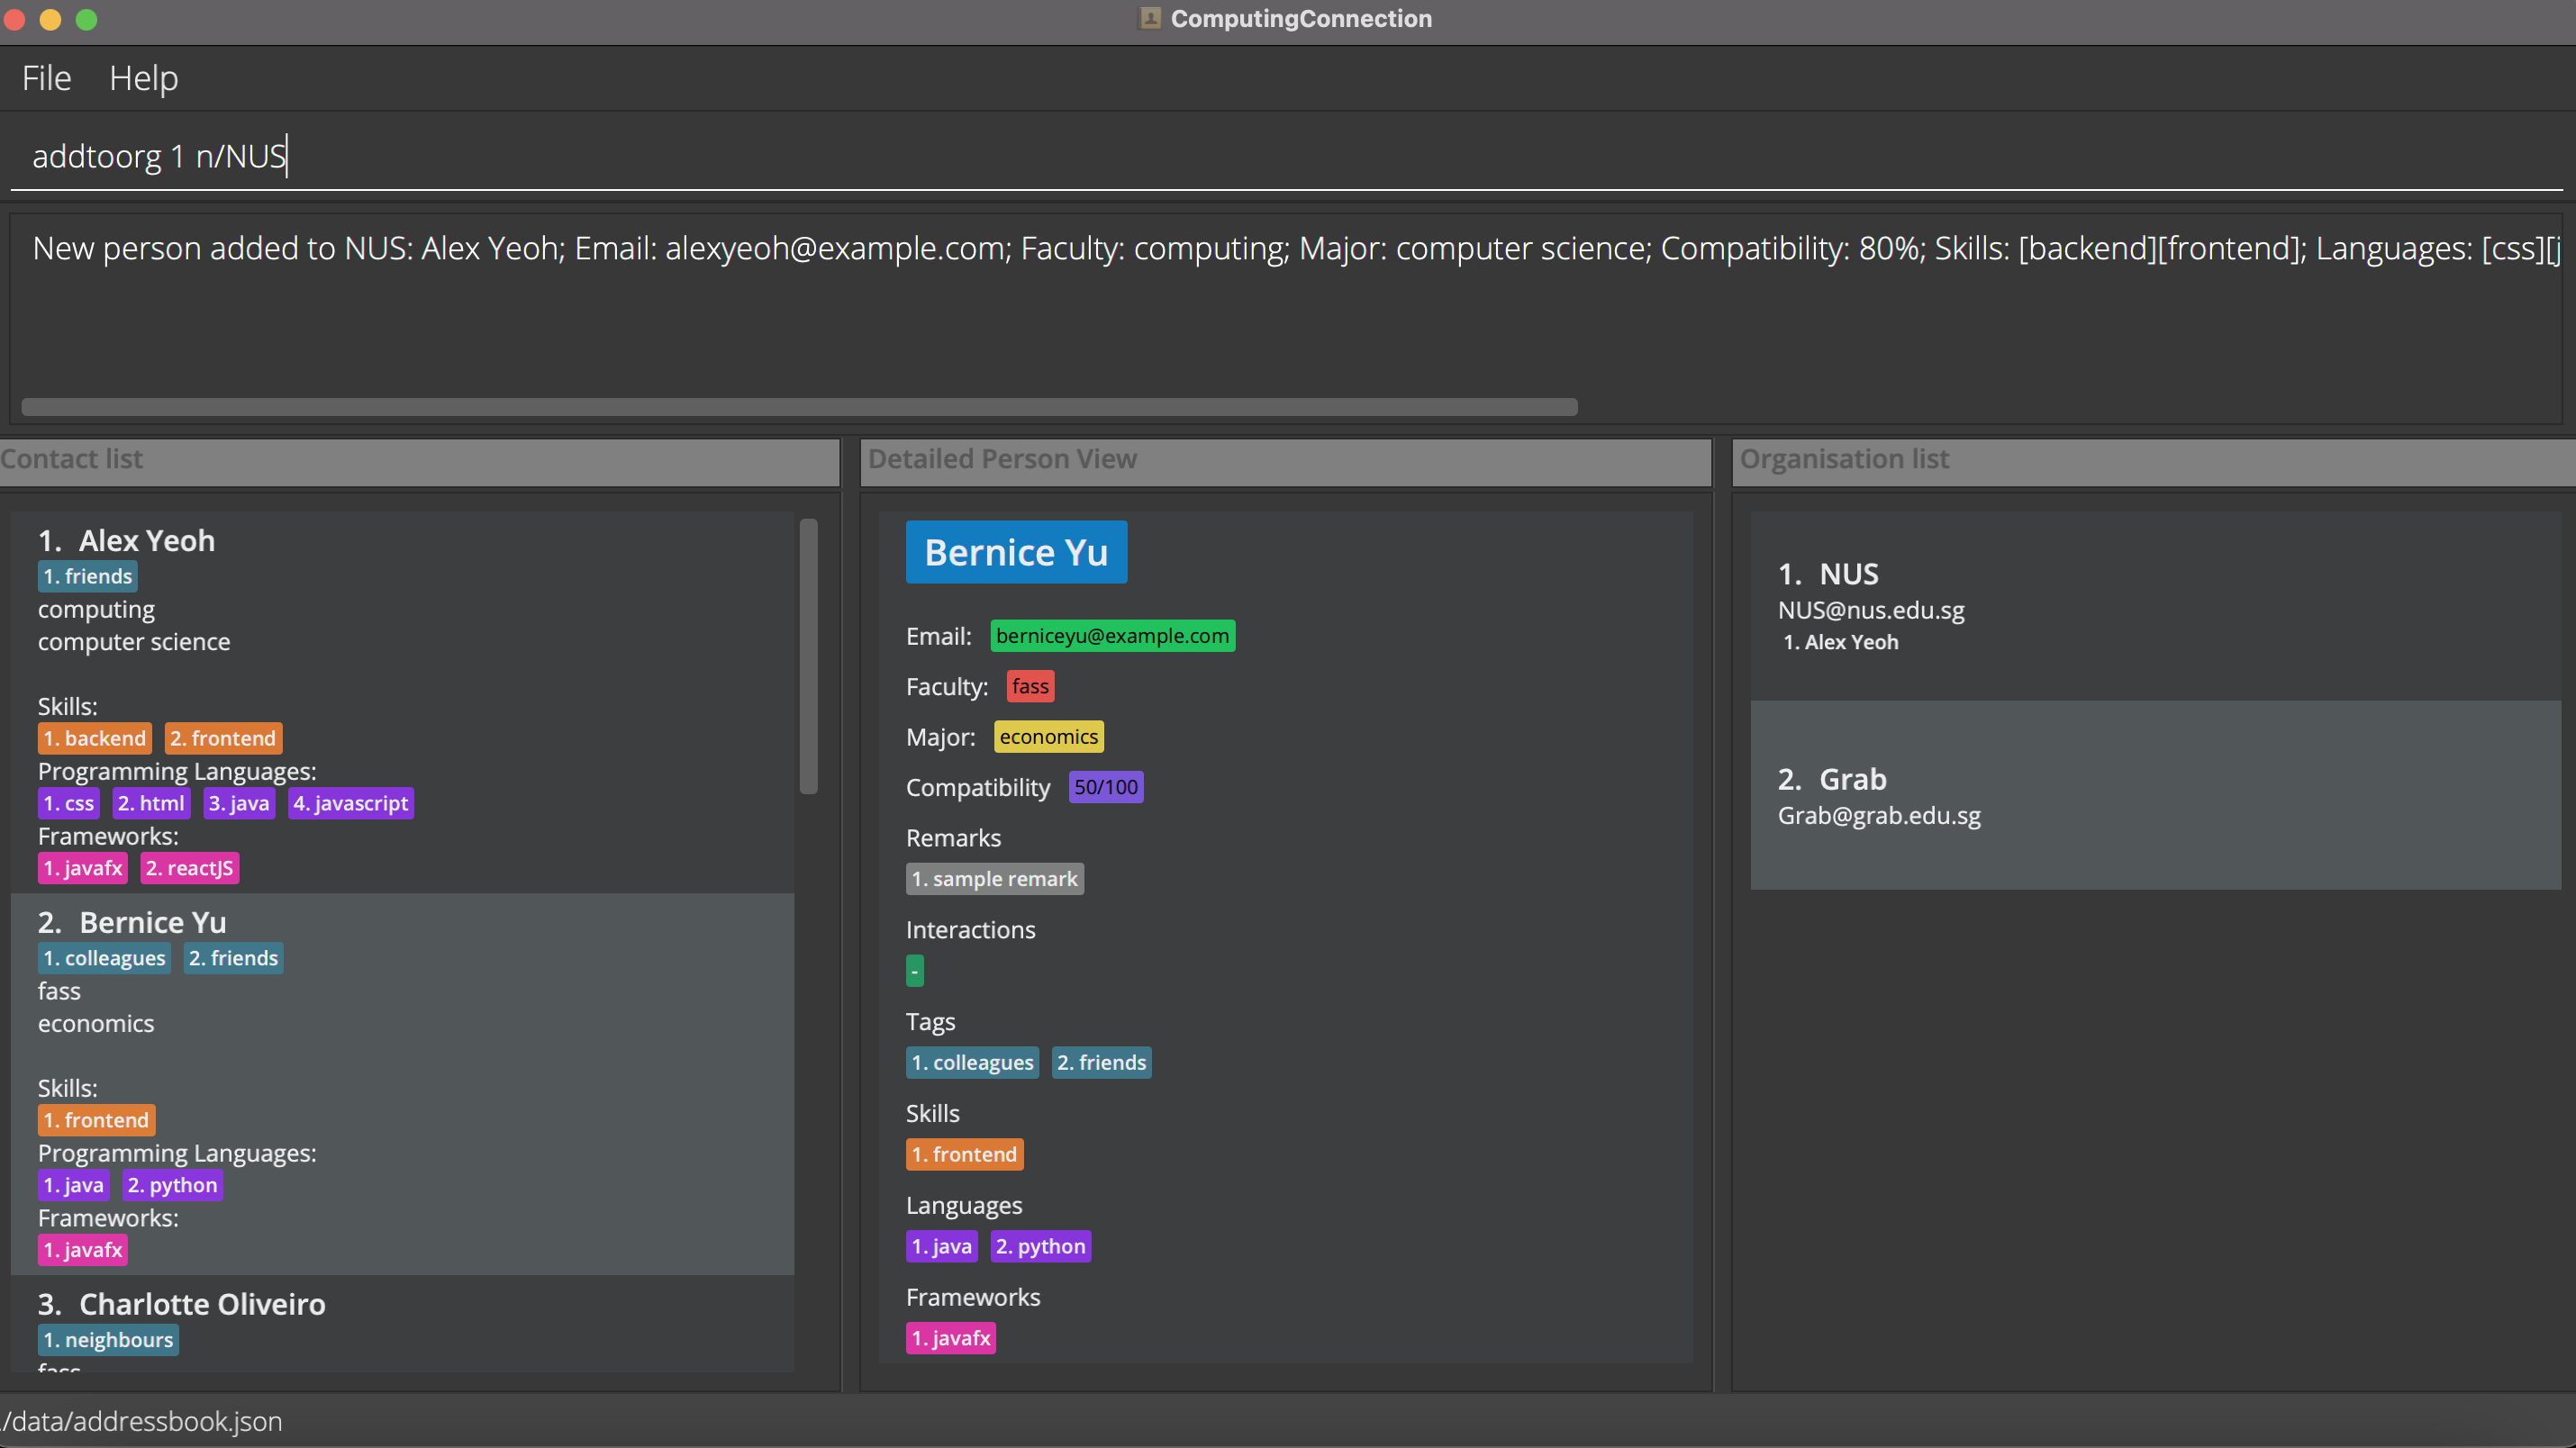 ComputingConnection
File Help
addtoorg 1 n/NUS
New person added to NUS: Alex Yeoh; Email: alexyeoh@example.com; Faculty: computing; Major: computer science; Compatibility: 80%; Skills: [backend][frontend]; Languages: [css][j
Contact list
1. Alex Yeoh
1. friends
computing
computer science
Skills:
1. backend 2. frontend
Programming Languages:
1. css 2. html 3. java 4. javascript
Frameworks:
1. javafx 2. reactJS
2. Bernice Yu
1. colleagues 2. friends
fass
economics
Skills:
1. frontend
Programming Languages:
1. java 2. python
Frameworks:
1. javafx
3. Charlotte Oliveiro
1. neighbours
fass
Detailed Person View
Bernice Yu
Email: berniceyu@example.com
Faculty: fass
Major: economics
Compatibility 50/100
Remarks
1. sample remark
Interactions
-
Tags
1. colleagues 2. friends
Skills
1. frontend
Languages
1. java 2. python
Frameworks
1. javafx
Organisation list
1. NUS
NUS@nus.edu.sg
1. Alex Yeoh
2. Grab
Grab@grab.edu.sg
./data/addressbook.json